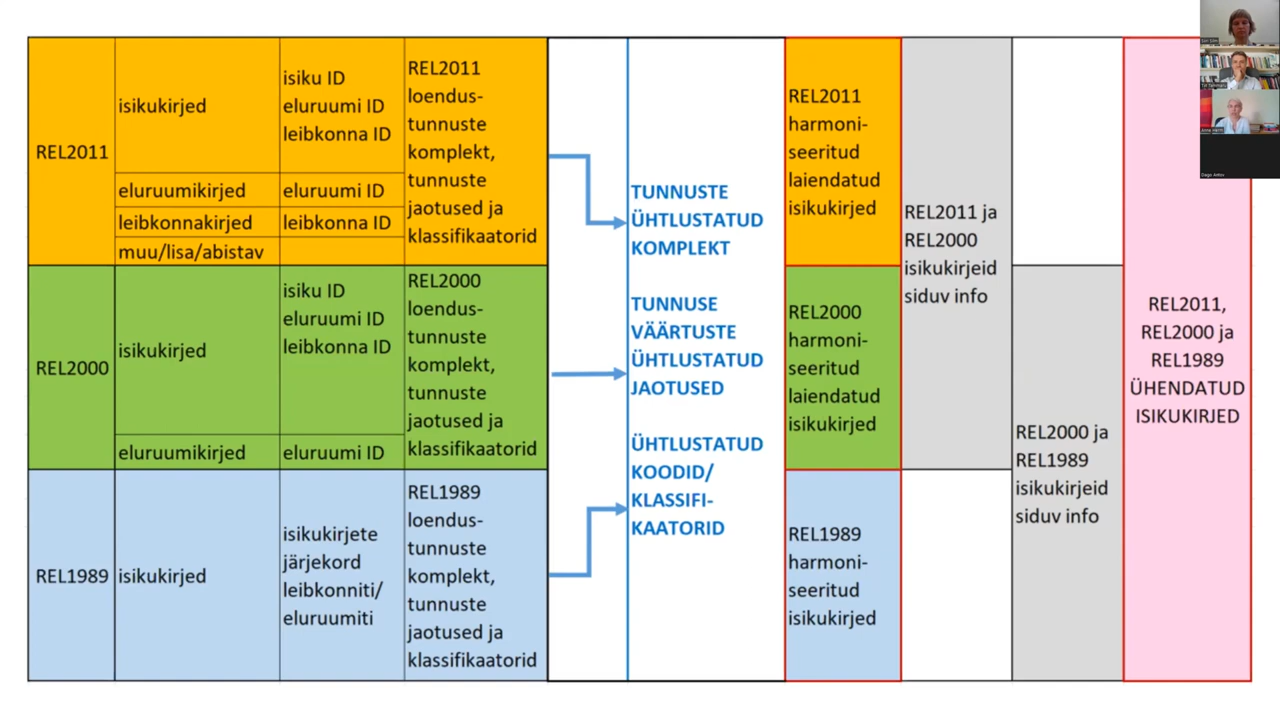 REL2011
isikukirjed
isiku ID
eluruumi ID
leibkonna ID
eluruumikirjed
eluruumi ID
leibkonnakirjed
leibkonna ID
muu/lisa/abistav
REL2011
loendus-
tunnuste
komplekt,
tunnuste
jaotused ja
klassifikaatorid
REL2000
isikukirjed
isiku ID
eluruumi ID
leibkonna ID
eluruumikirjed
eluruumi ID
REL2000
loendus-
tunnuste
komplekt,
tunnuste
jaotused ja
klassifikaatorid
REL1989
isikukirjed
isikukirjete
järjekord
leibkonniti/
eluruumiti
REL1989
loendus-
tunnuste
komplekt,
tunnuste
jaotused ja
klassifikaatorid
TUNNUSTE
ÜHTLUSTATUD
KOMPLEKT
TUNNUSE
VÄÄRTUSTE
ÜHTLUSTATUD
JAOTUSED
ÜHTLUSTATUD
KOODID/
KLASSIFI-
KAATORID
REL2011
harmoni-
seeritud
laiendatud
isikukirjed
REL2000
harmoni-
seeritud
laiendatud
isikukirjed
REL1989
harmoni-
seeritud
isikukirjed
REL2011 ja
REL2000
isikukirjeid
siduv info
REL2000 ja
REL1989
isikukirjeid
siduv info
REL2011,
REL2000 ja
REL1989
ÜHENDATUD
ISIKUKIRJED